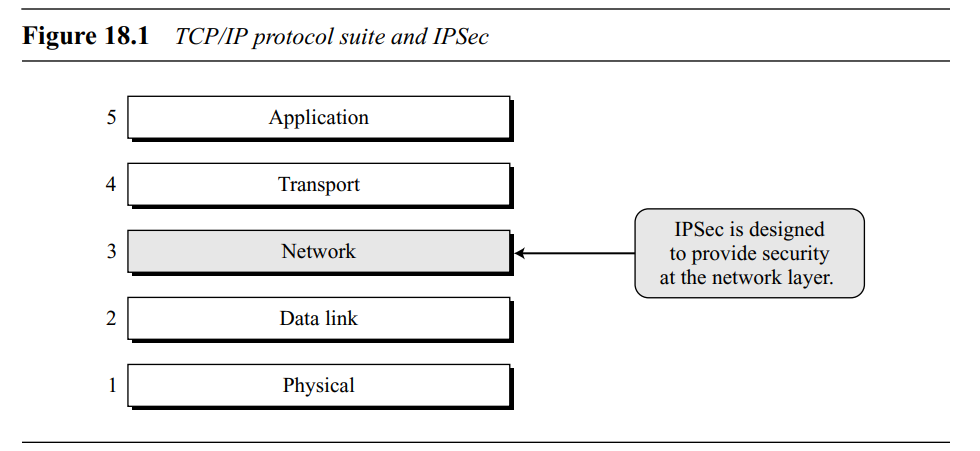 Figure 18.1 TCP/IP protocol suite and IPSec
5 Application
4 Transport
3 Network
IPSec is designed
to provide security
at the network layer.
2 Data link
1 Physical